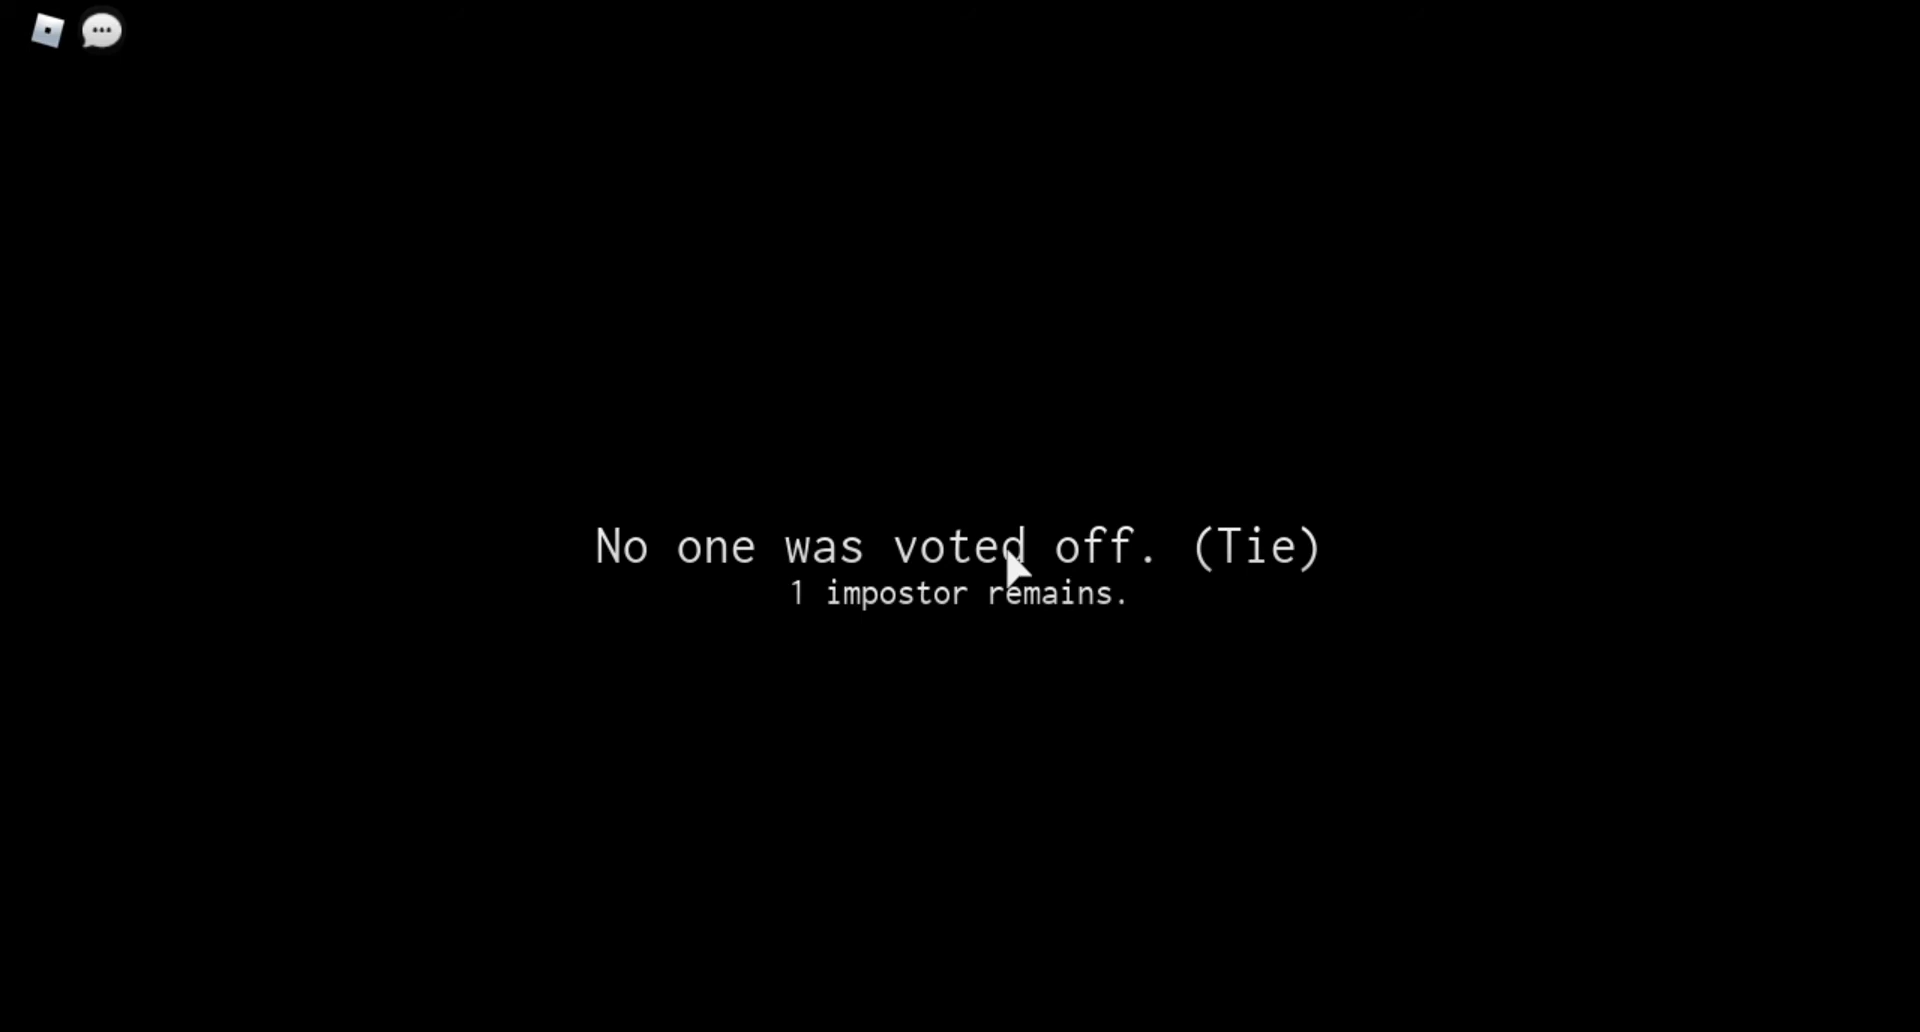 No one was voted off. (Tie)
1 impostor remains.